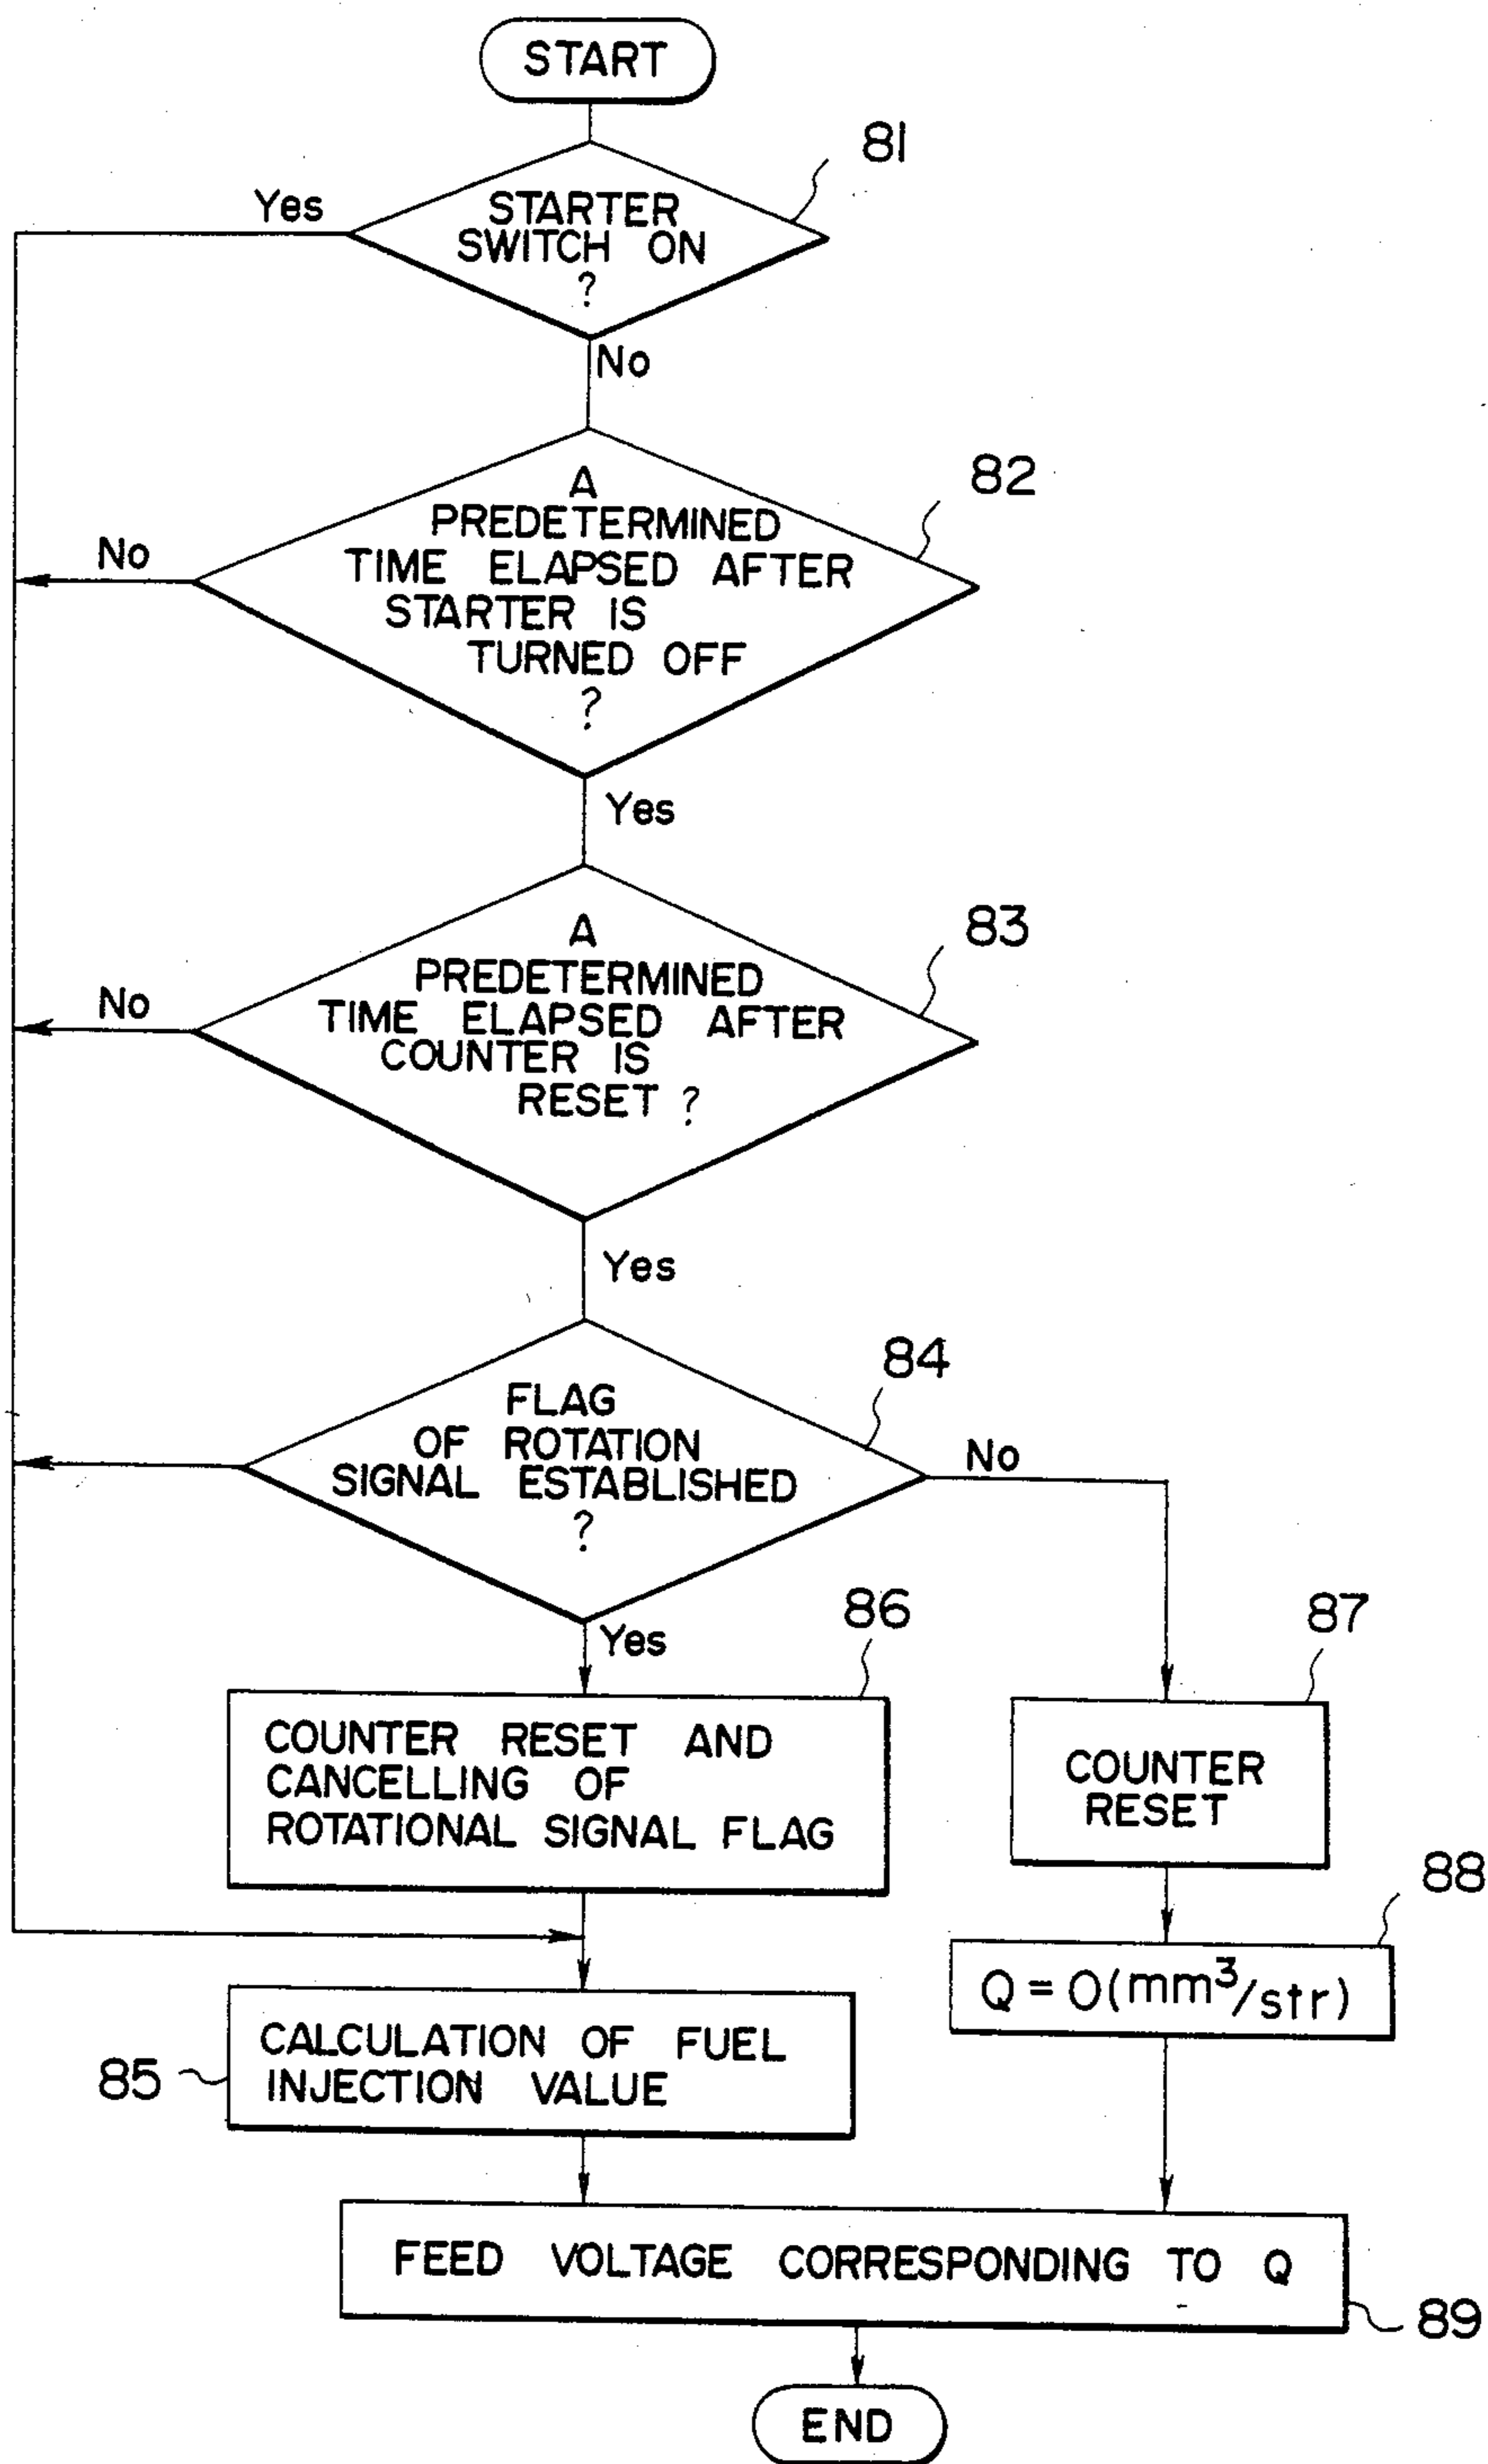 START
81
Yes
STARTER
SWITCH ON
?
No
82
A
PREDETERMINED
TIME ELAPSED AFTER
STARTER IS
TURNED OFF
?
No
Yes
83
A
PREDETERMINED
TIME ELAPSED AFTER
COUNTER IS
RESET ?
No
Yes
84
FLAG
OF ROTATION
SIGNAL ESTABLISHED
?
No
Yes
86
COUNTER RESET AND
CANCELLING OF
ROTATIONAL SIGNAL FLAG
87
COUNTER
RESET
88
Q = 0(mm³/str)
85
CALCULATION OF FUEL
INJECTION VALUE
FEED VOLTAGE CORRESPONDING TO Q
89
END